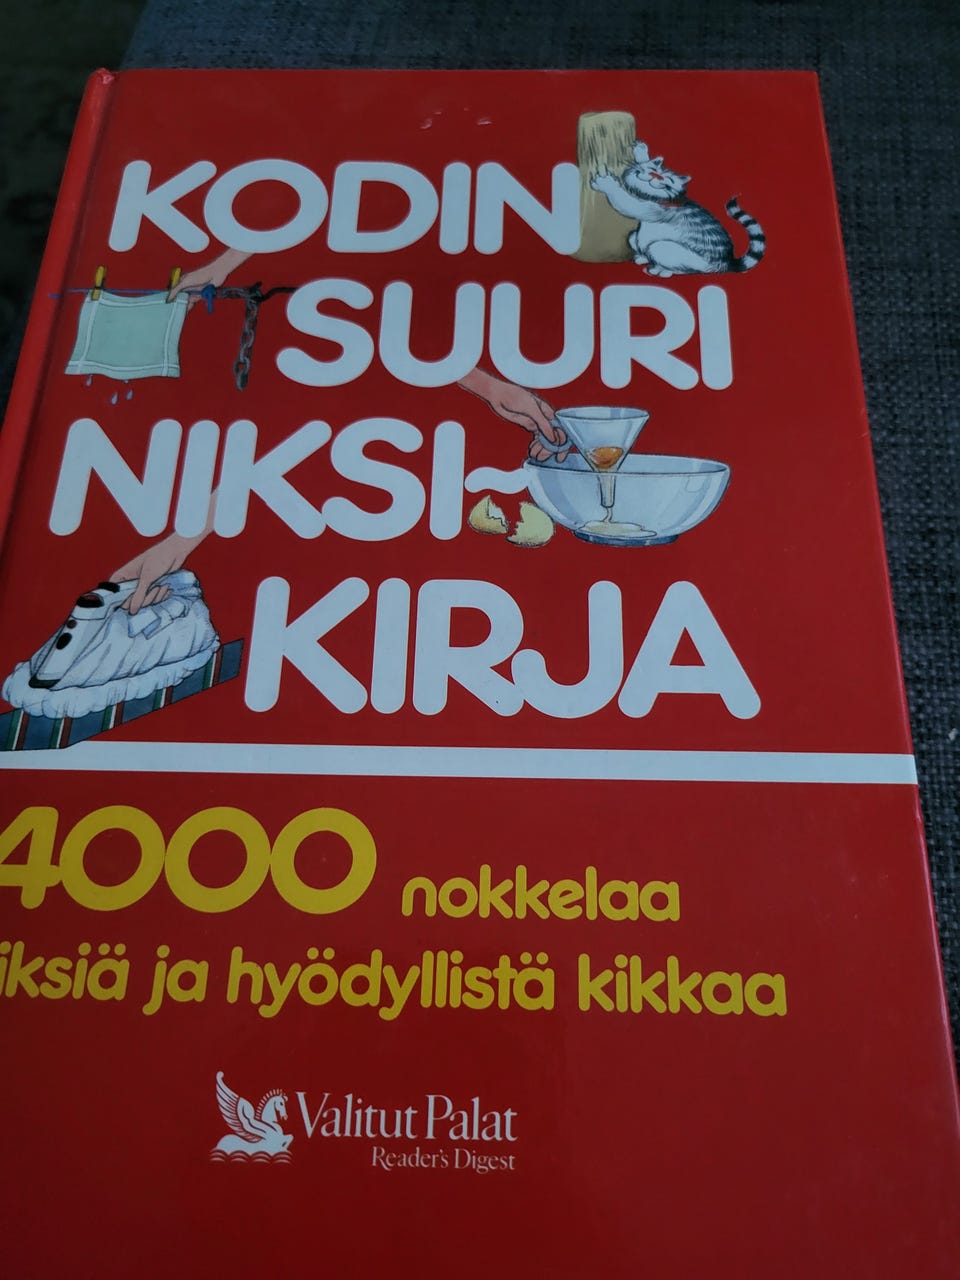 KODIN
SUURI
NIKSI-
KIRJA
4000 nokkelaa
iksiä ja hyödyllistä kikkaa
Valitut Palat
Reader's Digest